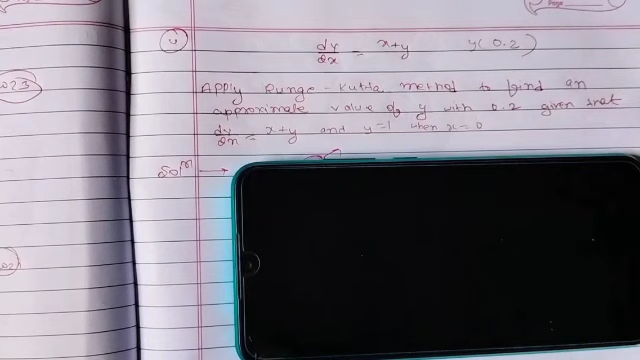 4
dy/dx = x+y y(0.2)
Apply Runge-Kutta method to find an
approximate value of y with 0.2 given that
dy/dx = x+y and y=1 when x=0
Solⁿ →